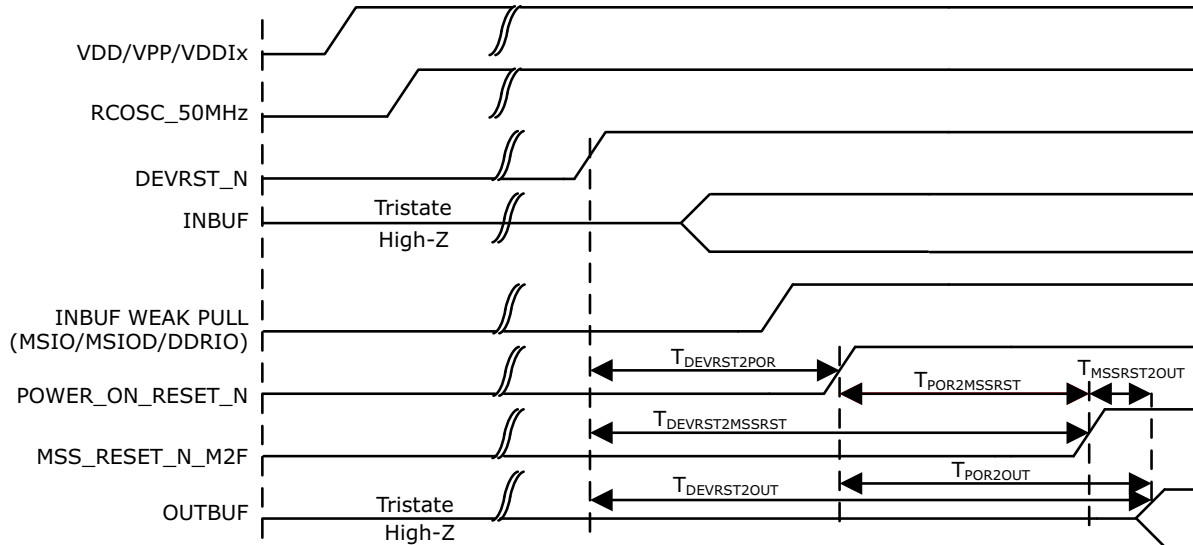 VDD/VPP/VDDIx
RCOSC_50MHz
DEVRST_N
INBUF
Tristate
High-Z
INBUF WEAK PULL
(MSIO/MSIOD/DDRIO)
TDEVRST2POR
POWER_ON_RESET_N
TPOR2MSSRST
TMSSRST2OUT
TDEVRST2MSSRST
MSS_RESET_N_M2F
TPOR2OUT
TDEVRST2OUT
OUTBUF
Tristate
High-Z